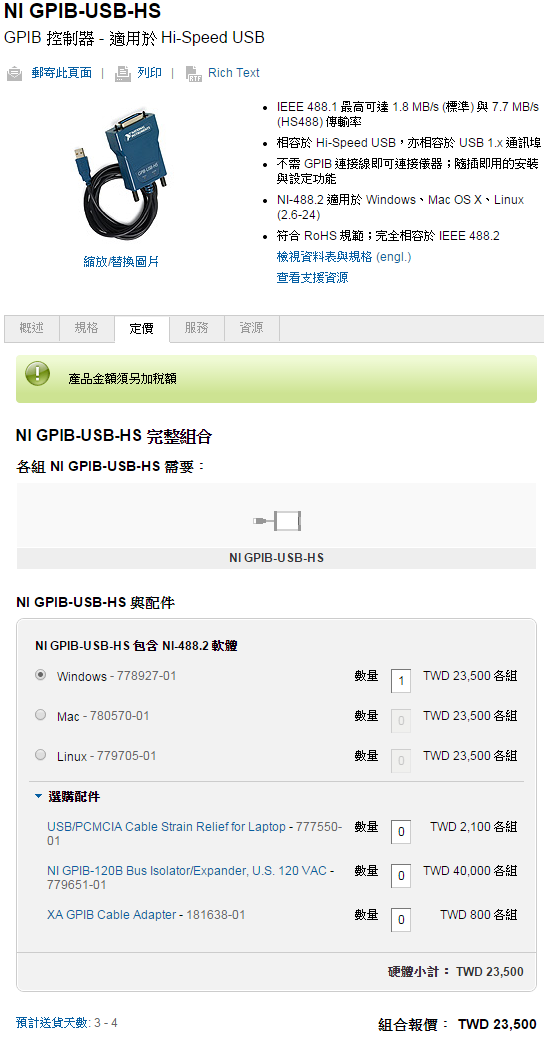 NI GPIB-USB-HS
GPIB 控制器 - 適用於 Hi-Speed USB
郵寄此頁面 | 列印 | Rich Text
IEEE 488.1 最高可達 1.8 MB/s (標準) 與 7.7 MB/s
(HS488) 傳輸率
相容於 Hi-Speed USB，亦相容於 USB 1.x 通訊埠
不需 GPIB 連接線即可連接儀器；隨插即用的安裝
與設定功能
NI-488.2 適用於 Windows、Mac OS X、Linux
(2.6-24)
符合 RoHS 規範；完全相容於 IEEE 488.2
檢視資料表與規格 (engl.)
查看支援資源
縮放/替換圖片
概述 規格 定價 服務 資源
產品金額須另加稅額
NI GPIB-USB-HS 完整組合
各組 NI GPIB-USB-HS 需要：
NI GPIB-USB-HS
NI GPIB-USB-HS 與配件
NI GPIB-USB-HS 包含 NI-488.2 軟體
Windows - 778927-01 數量 1 TWD 23,500 各組
Mac - 780570-01 數量 0 TWD 23,500 各組
Linux - 779705-01 數量 0 TWD 23,500 各組
選購配件
USB/PCMCIA Cable Strain Relief for Laptop - 777550- 數量 0 TWD 2,100 各組
01
NI GPIB-120B Bus Isolator/Expander, U.S. 120 VAC - 數量 0 TWD 40,000 各組
779651-01
XA GPIB Cable Adapter - 181638-01 數量 0 TWD 800 各組
硬體小計： TWD 23,500
預計送貨天數: 3 - 4 組合報價： TWD 23,500